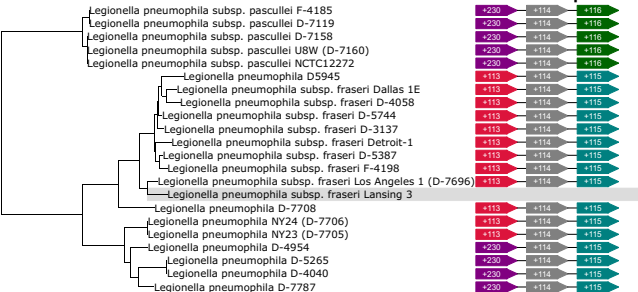 Legionella pneumophila subsp. pascullei F-4185 +230 +114 +116
Legionella pneumophila subsp. pascullei D-7119 +230 +114 +116
Legionella pneumophila subsp. pascullei D-7158 +230 +114 +116
Legionella pneumophila subsp. pascullei U8W (D-7160) +230 +114 +116
Legionella pneumophila subsp. pascullei NCTC12272 +230 +114 +116
Legionella pneumophila D5945 +113 +114 +115
Legionella pneumophila subsp. fraseri Dallas 1E +113 +114 +115
Legionella pneumophila subsp. fraseri D-4058 +113 +114 +115
Legionella pneumophila subsp. fraseri D-5744 +113 +114 +115
Legionella pneumophila subsp. fraseri D-3137 +113 +114 +115
Legionella pneumophila subsp. fraseri Detroit-1 +113 +114 +115
Legionella pneumophila subsp. fraseri D-5387 +113 +114 +115
Legionella pneumophila subsp. fraseri F-4198 +113 +114 +115
Legionella pneumophila subsp. fraseri Los Angeles 1 (D-7696) +113 +114 +115
Legionella pneumophila subsp. fraseri Lansing 3
Legionella pneumophila D-7708 +113 +114 +115
Legionella pneumophila NY24 (D-7706) +113 +114 +115
Legionella pneumophila NY23 (D-7705) +113 +114 +115
Legionella pneumophila D-4954 +230 +114 +115
Legionella pneumophila D-5265 +230 +114 +115
Legionella pneumophila D-4040 +230 +114 +115
Legionella pneumophila D-7787 +230 +114 +115